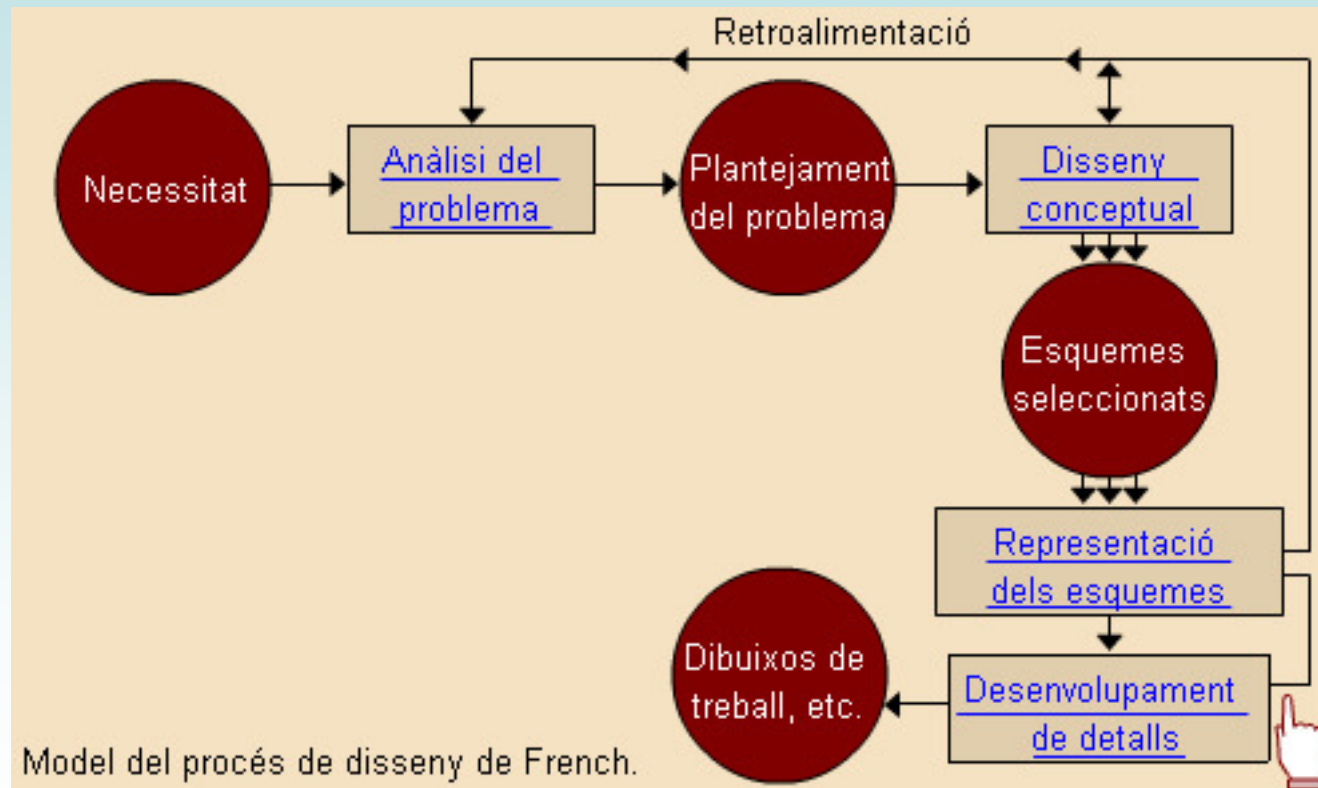 Retroalimentació
Necessitat
Anàlisi del
problema
Plantejament
del problema
Disseny
conceptual
Esquemes
seleccionats
Representació
dels esquemes
Desenvolupament
de detalls
Dibuixos de
treball, etc.
Model del procés de disseny de French.